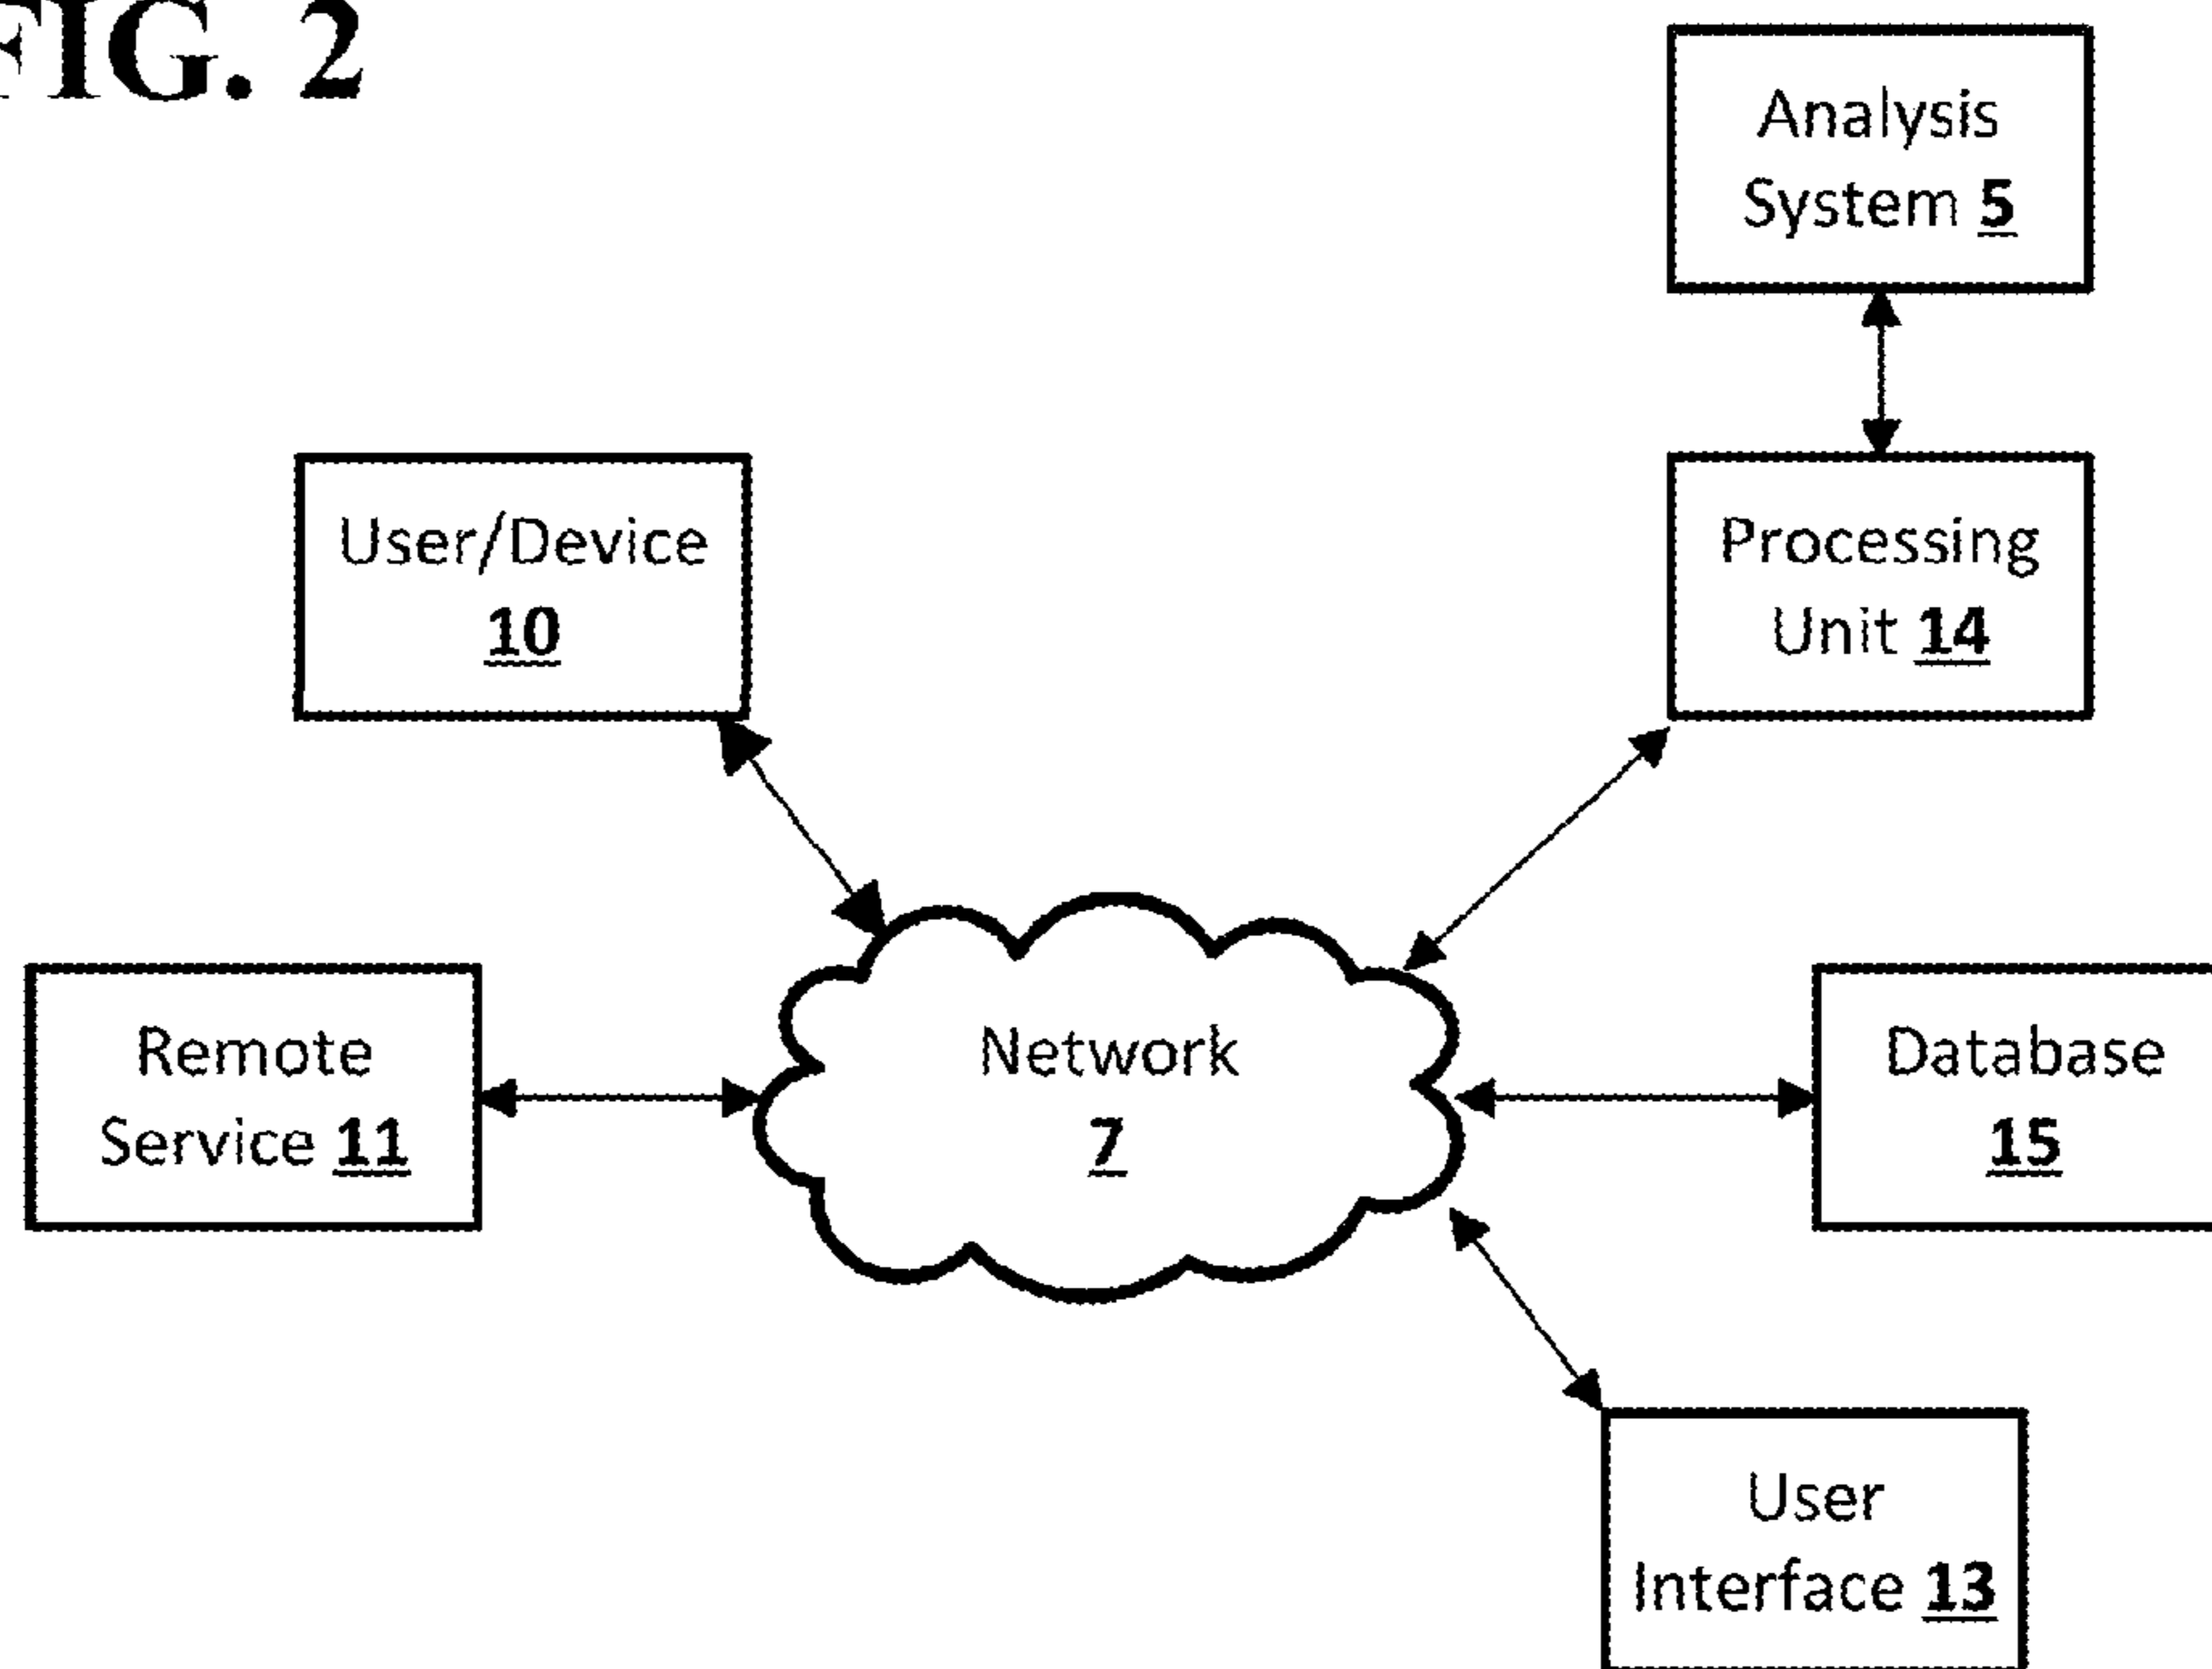 FIG. 2
Analysis
System 5
User/Device
10
Processing
Unit 14
Remote
Service 11
Network
7
Database
15
User
Interface 13